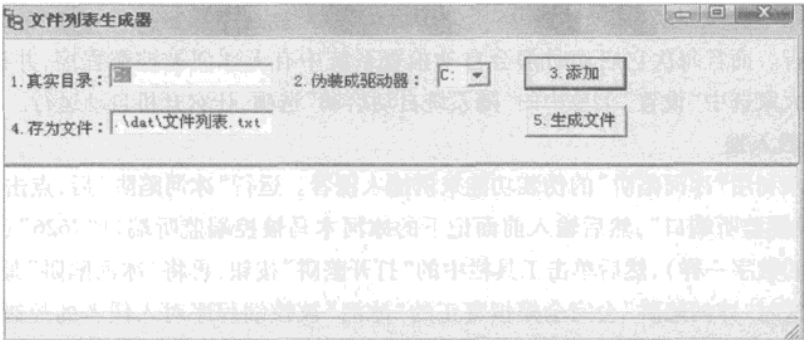 文件列表生成器
1.真实目录:
2.伪装成驱动器: C:
3.添加
4.存为文件: .\dat\文件列表.txt
5.生成文件